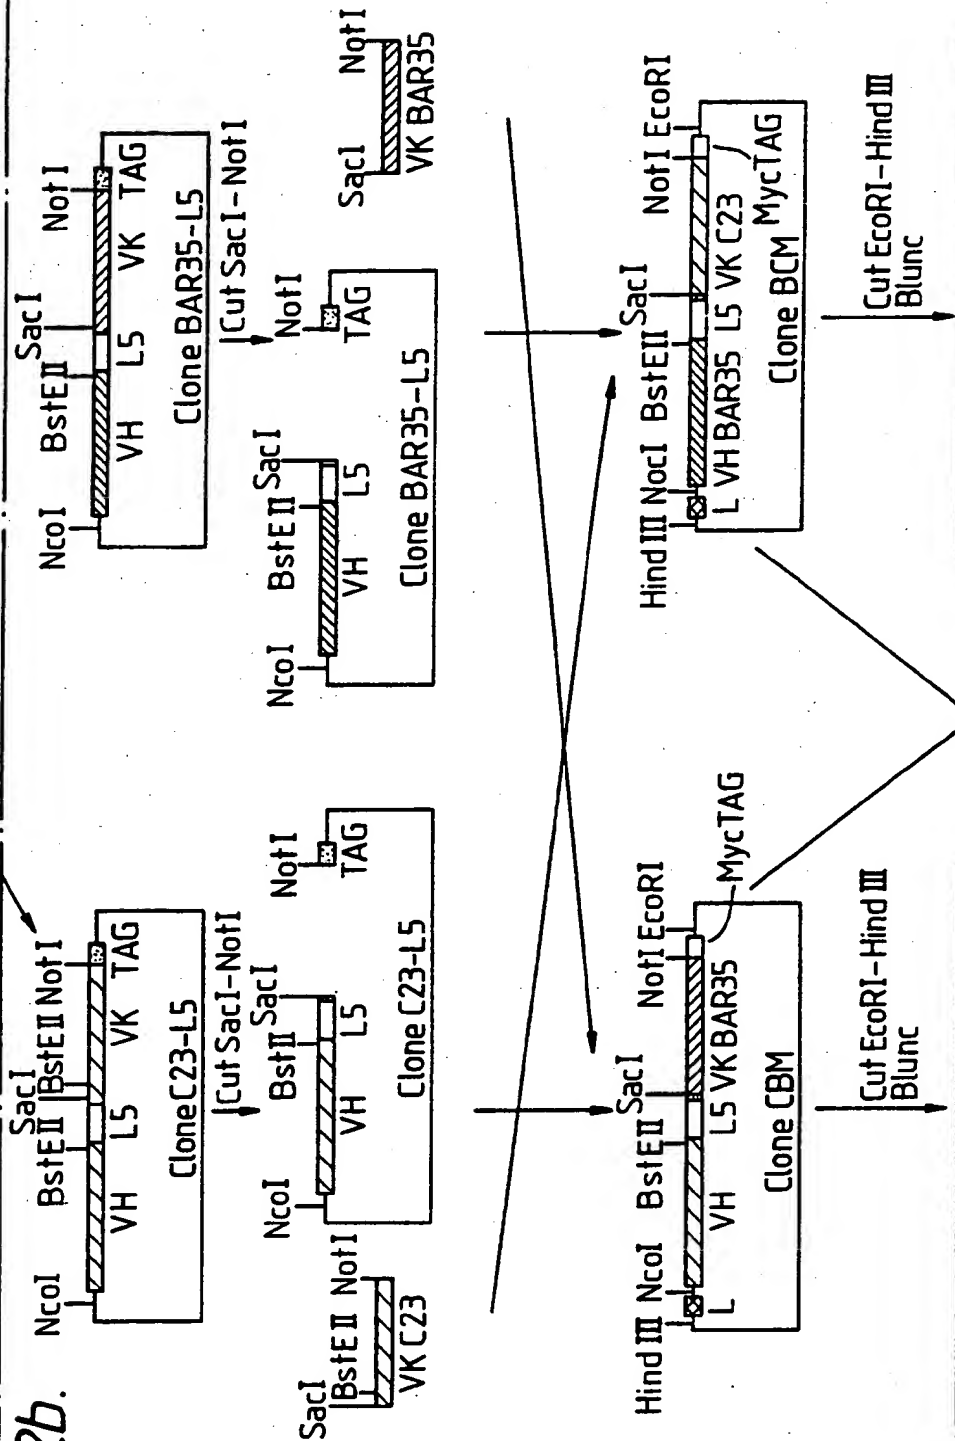 2b.
NcoI BstEII SacI BstEII NotI
VH L5 VK TAG
Clone C23-L5
NcoI BstEII SacI NotI
VH L5 VK TAG
Clone BAR35-L5
Cut SacI-NotI
Cut SacI-NotI
SacI BstEII NotI
VK C23
NcoI BstII SacI NotI
VH L5 TAG
Clone C23-L5
NcoI BstEII SacI NotI
VH L5 TAG
Clone BAR35-L5
SacI NotI
VK BAR35
Hind III NcoI BstEII SacI NotI EcoRI
L VH L5 VK BAR35 MycTAG
Clone CBM
Hind III NocI BstEII SacI NotI EcoRI
L VH BAR35 L5 VK C23 MycTAG
Clone BCM
Cut EcoRI-Hind III
Blunc
Cut EcoRI-Hind III
Blunc